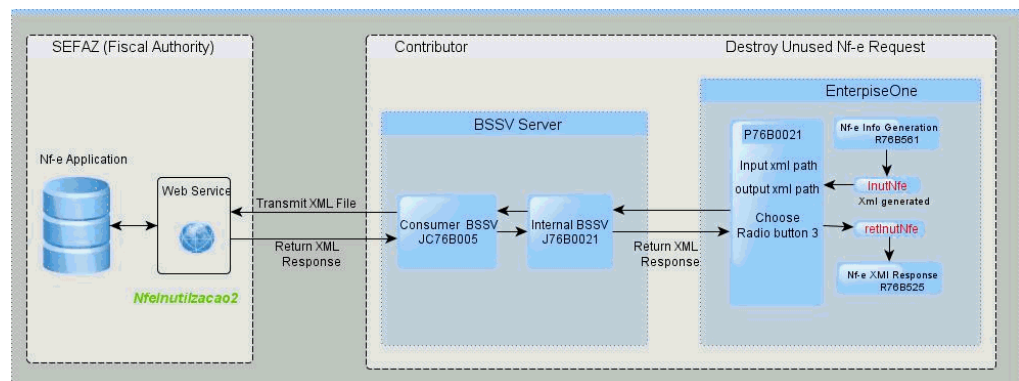 SEFAZ (Fiscal Authority)
Contributor
Destroy Unused Nf-e Request
EnterpiseOne
BSSV Server
P76B0021
Nf-e Info Generation
R76B561
Nf-e Application
Input xml path
Web Service
output xml path
InutNfe
Xml generated
Transmit XML File
Consumer BSSV
JC76B005
Internal BSSV
J76B0021
Choose
Radio button 3
retInutNfe
Return XML
Response
Return XML
Response
Nf-e XMl Response
R76B525
NfeInutilzacao2